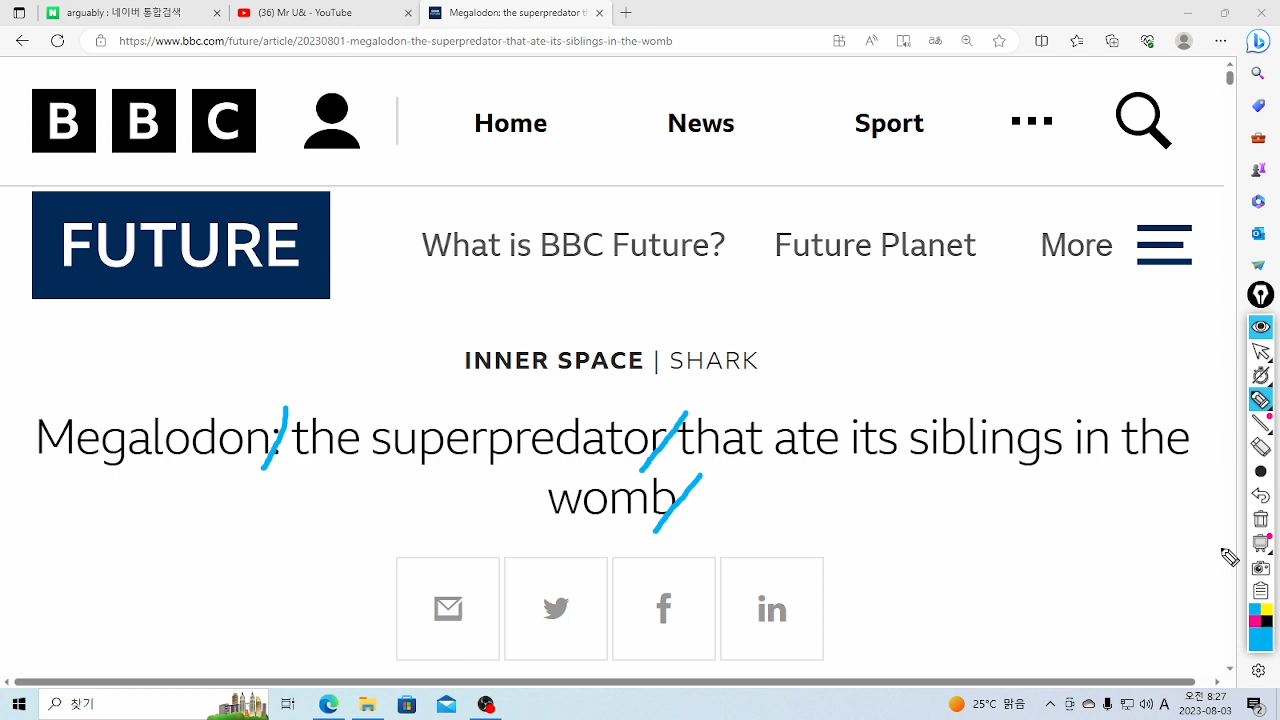 arguably : 네이버 통합검색
(36) Mr U& - YouTube
Megalodon: the superpredator t
https://www.bbc.com/future/article/20230801-megalodon-the-superpredator-that-ate-its-siblings-in-the-womb
BBC
Home
News
Sport
FUTURE
What is BBC Future?
Future Planet
More
INNER SPACE | SHARK
Megalodon: the superpredator that ate its siblings in the
womb
찾기
25°C 맑음
A
오전 8:27
2023-08-03
2